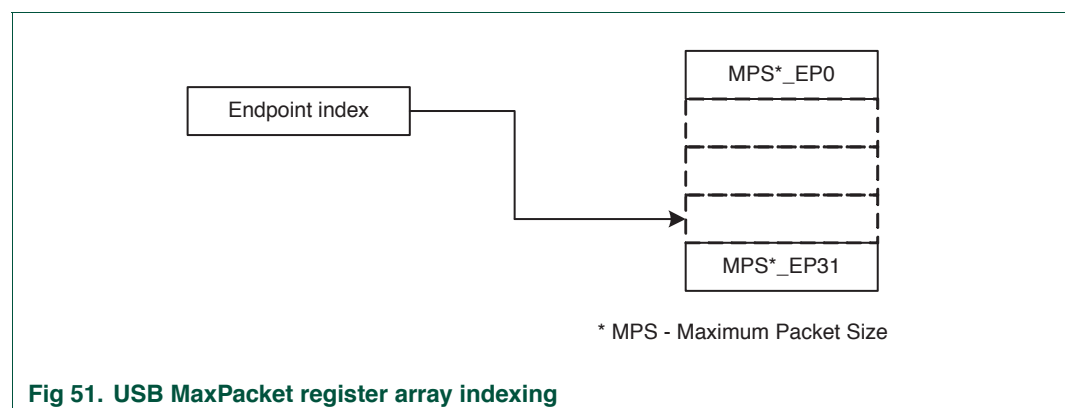 MPS*_EP0
Endpoint index
MPS*_EP31
* MPS - Maximum Packet Size
Fig 51. USB MaxPacket register array indexing